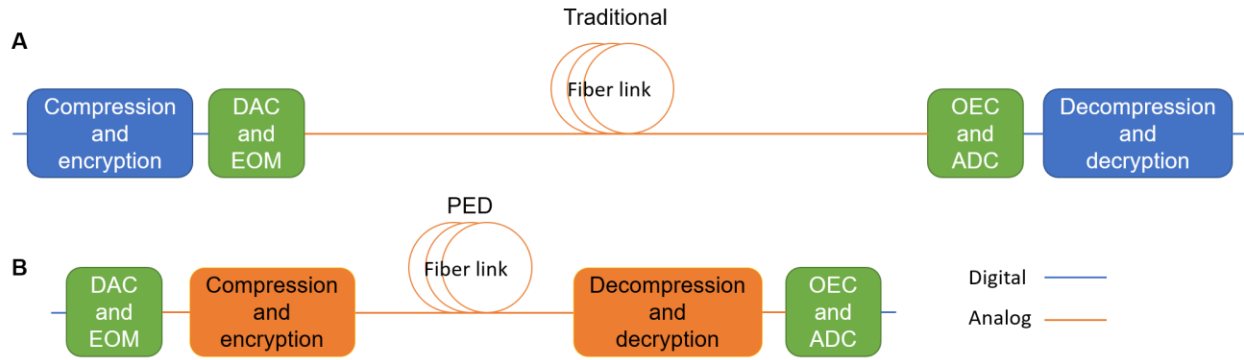 Traditional
A
Compression
and
encryption
DAC
and
EOM
Fiber link
OEC
and
ADC
Decompression
and
decryption
PED
B
DAC
and
EOM
Compression
and
encryption
Fiber link
Decompression
and
decryption
OEC
and
ADC
Digital
Analog